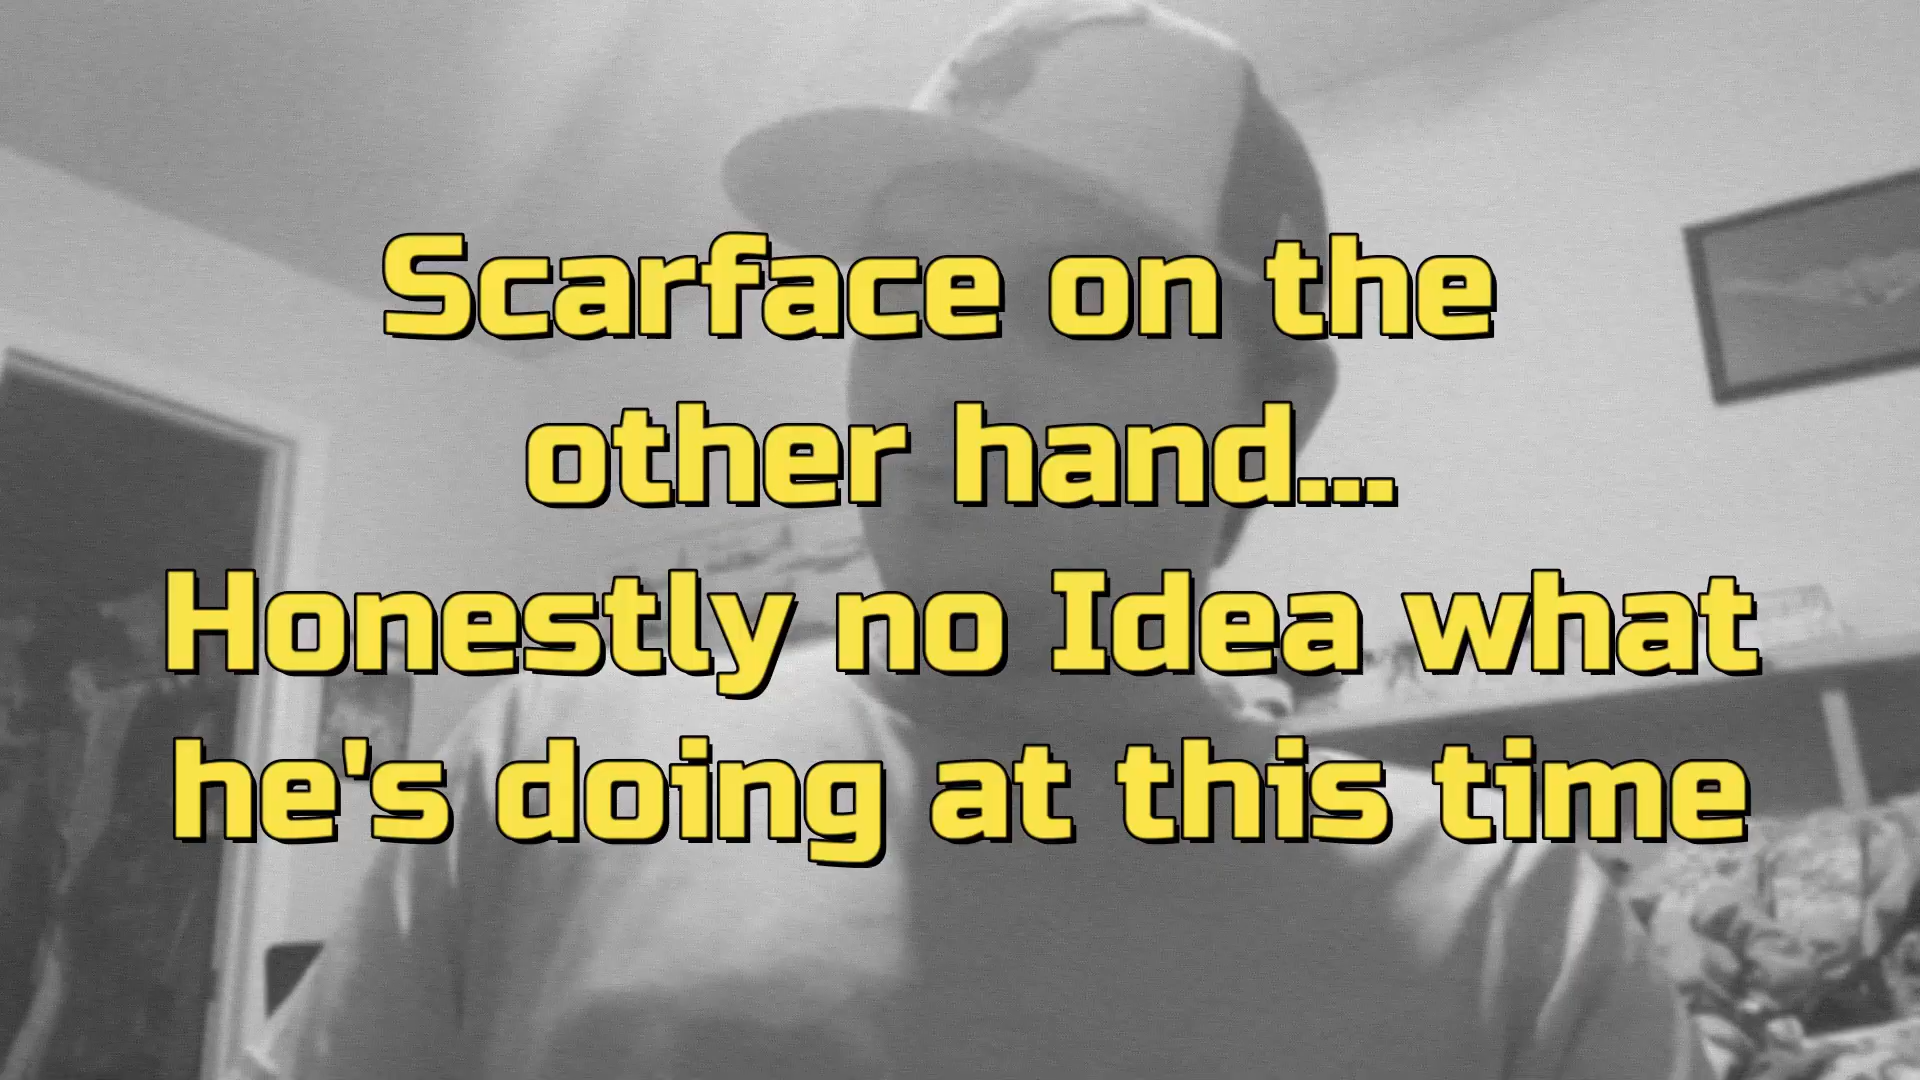 Scarface on the
other hand...
Honestly no Idea what
he's doing at this time